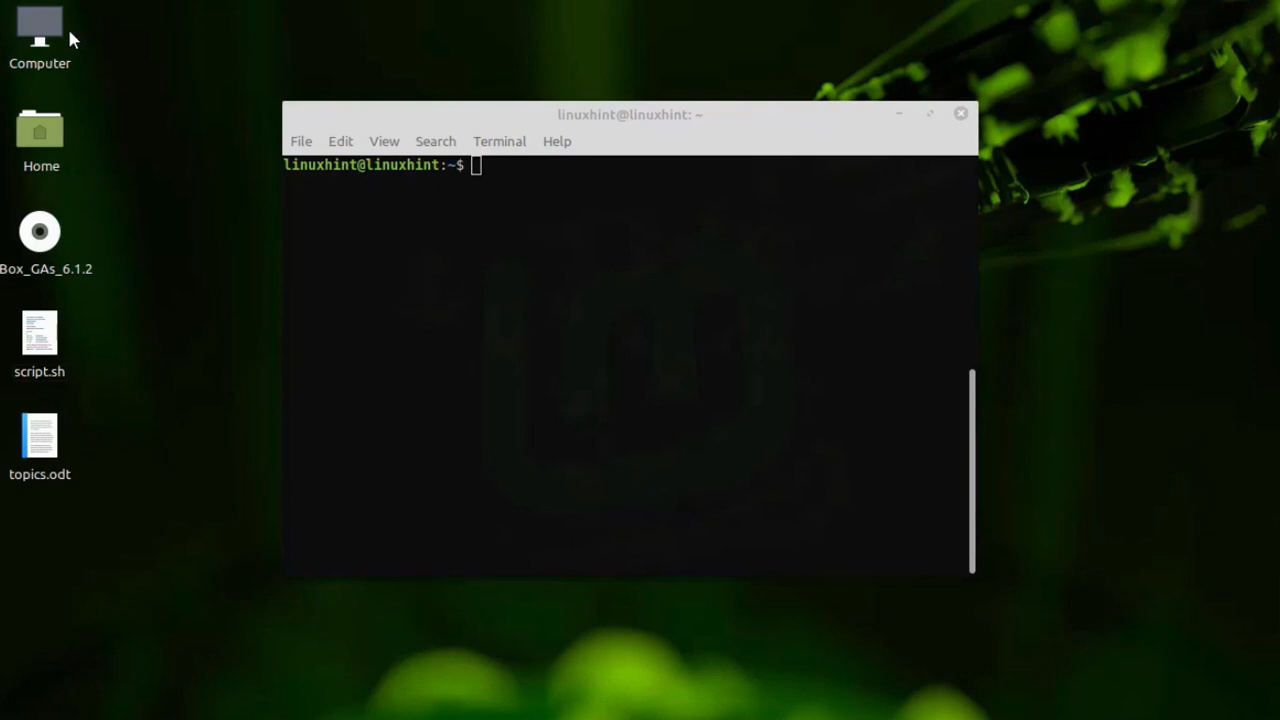 Computer
Home
Box_GAs_6.1.2
script.sh
topics.odt
linuxhint@linuxhint: ~
File Edit View Search Terminal Help
linuxhint@linuxhint:~$